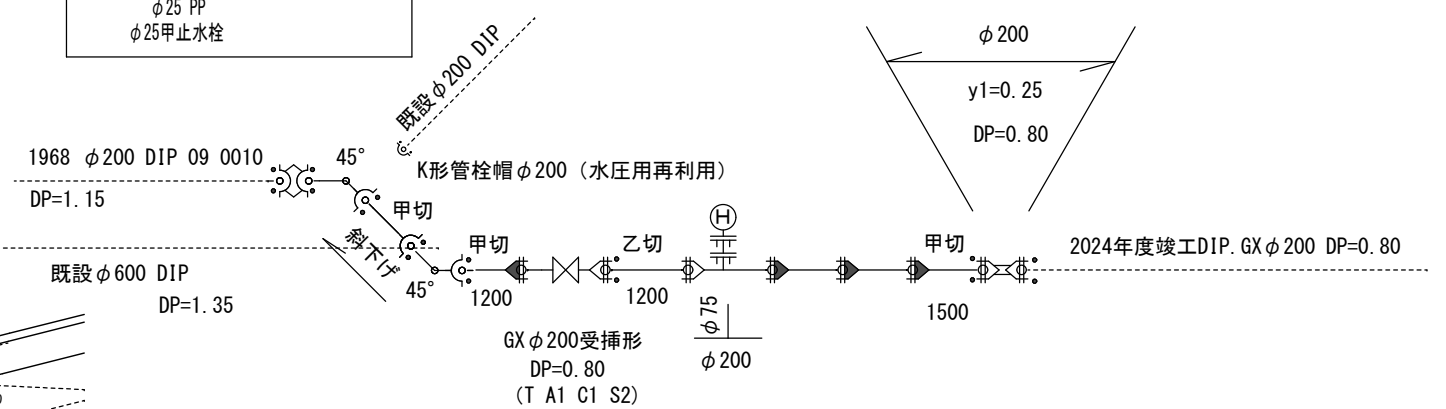 φ25 PP
φ25甲止水栓
既設φ200 DIP
φ200
y1=0.25
DP=0.80
1968 φ200 DIP 09 0010
45°
K形管栓帽φ200（水圧用再利用）
DP=1.15
甲切
H
斜下げ
甲切
乙切
甲切
2024年度竣工DIP.GXφ200 DP=0.80
既設φ600 DIP
DP=1.35
45°
1200
1200
φ75
φ200
1500
GXφ200受挿形
DP=0.80
(T A1 C1 S2)